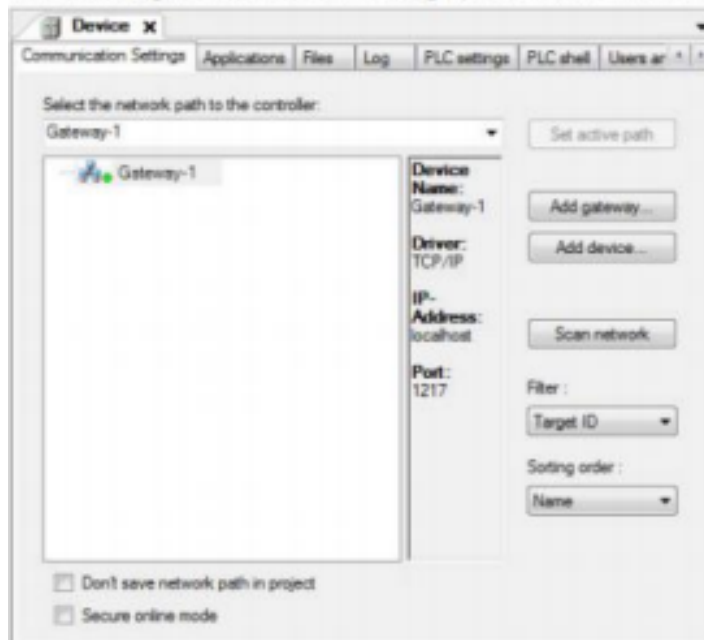 Device x
Communication Settings Applications Files Log PLC settings PLC shell Users ar
Select the network path to the controller:
Gateway-1
Set active path
Gateway-1
Device
Name:
Gateway-1
Driver:
TCP/IP
IP-
Address:
localhost
Port:
1217
Add gateway...
Add device...
Scan network
Filter :
Target ID
Sorting order :
Name
Don't save network path in project
Secure online mode